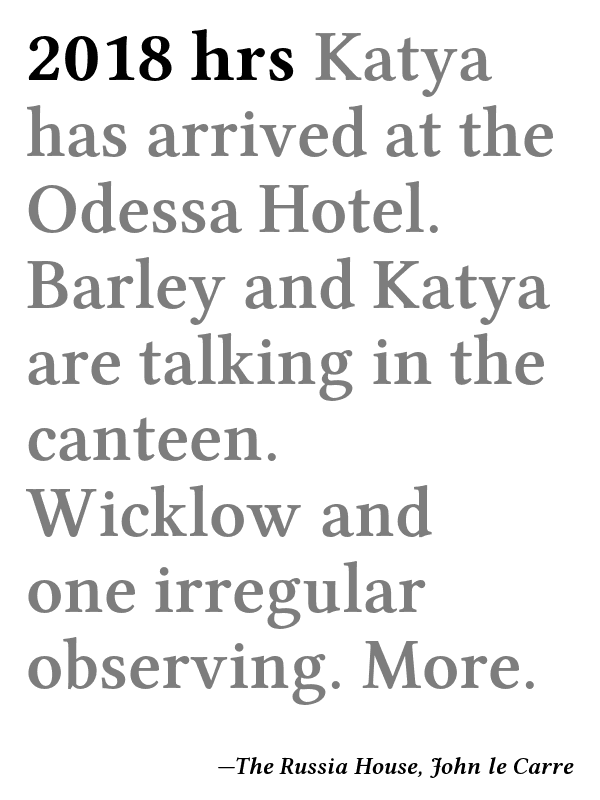 2018 hrs Katya
has arrived at the
Odessa Hotel.
Barley and Katya
are talking in the
canteen.
Wicklow and
one irregular
observing. More.
—The Russia House, John le Carre